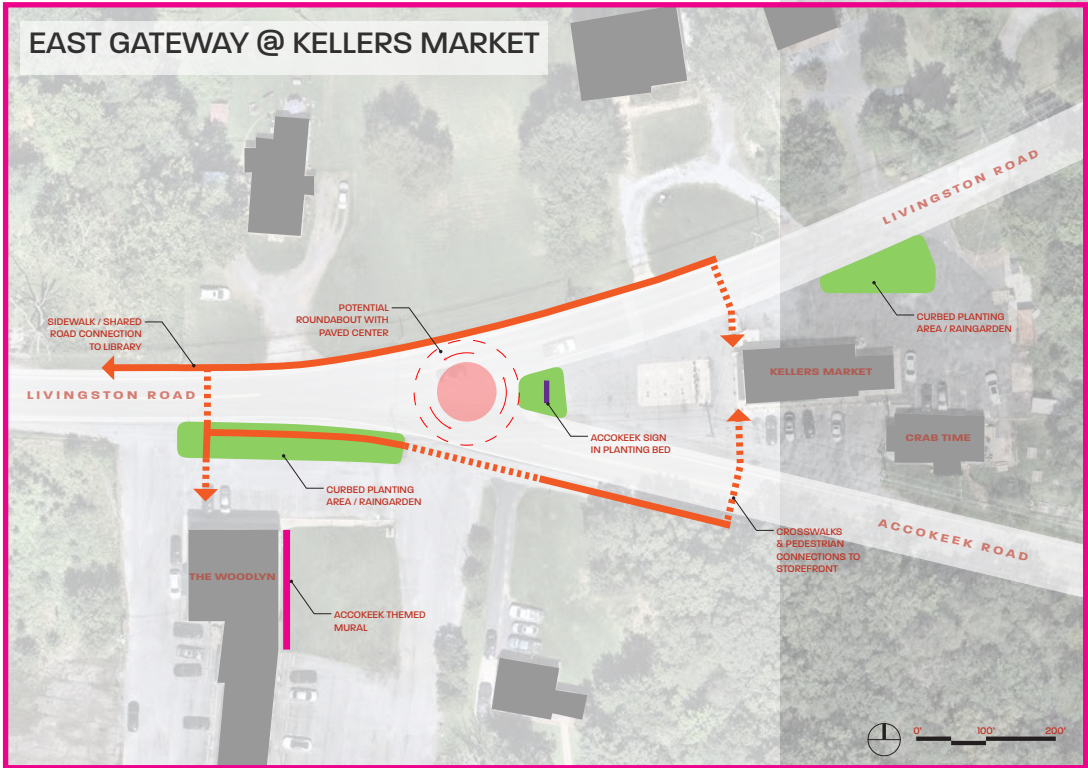 EAST GATEWAY @ KELLERS MARKET
LIVINGSTON ROAD
POTENTIAL
ROUNDABOUT WITH
PAVED CENTER
SIDEWALK / SHARED
ROAD CONNECTION
TO LIBRARY
CURBED PLANTING
AREA / RAINGARDEN
KELLERS MARKET
LIVINGSTON ROAD
CRAB TIME
ACCOKEEK SIGN
IN PLANTING BED
CURBED PLANTING
AREA / RAINGARDEN
ACCOKEEK ROAD
CROSSWALKS
& PEDESTRIAN
CONNECTIONS TO
STOREFRONT
THE WOODLYN
ACCOKEEK THEMED
MURAL
0' 100' 200'